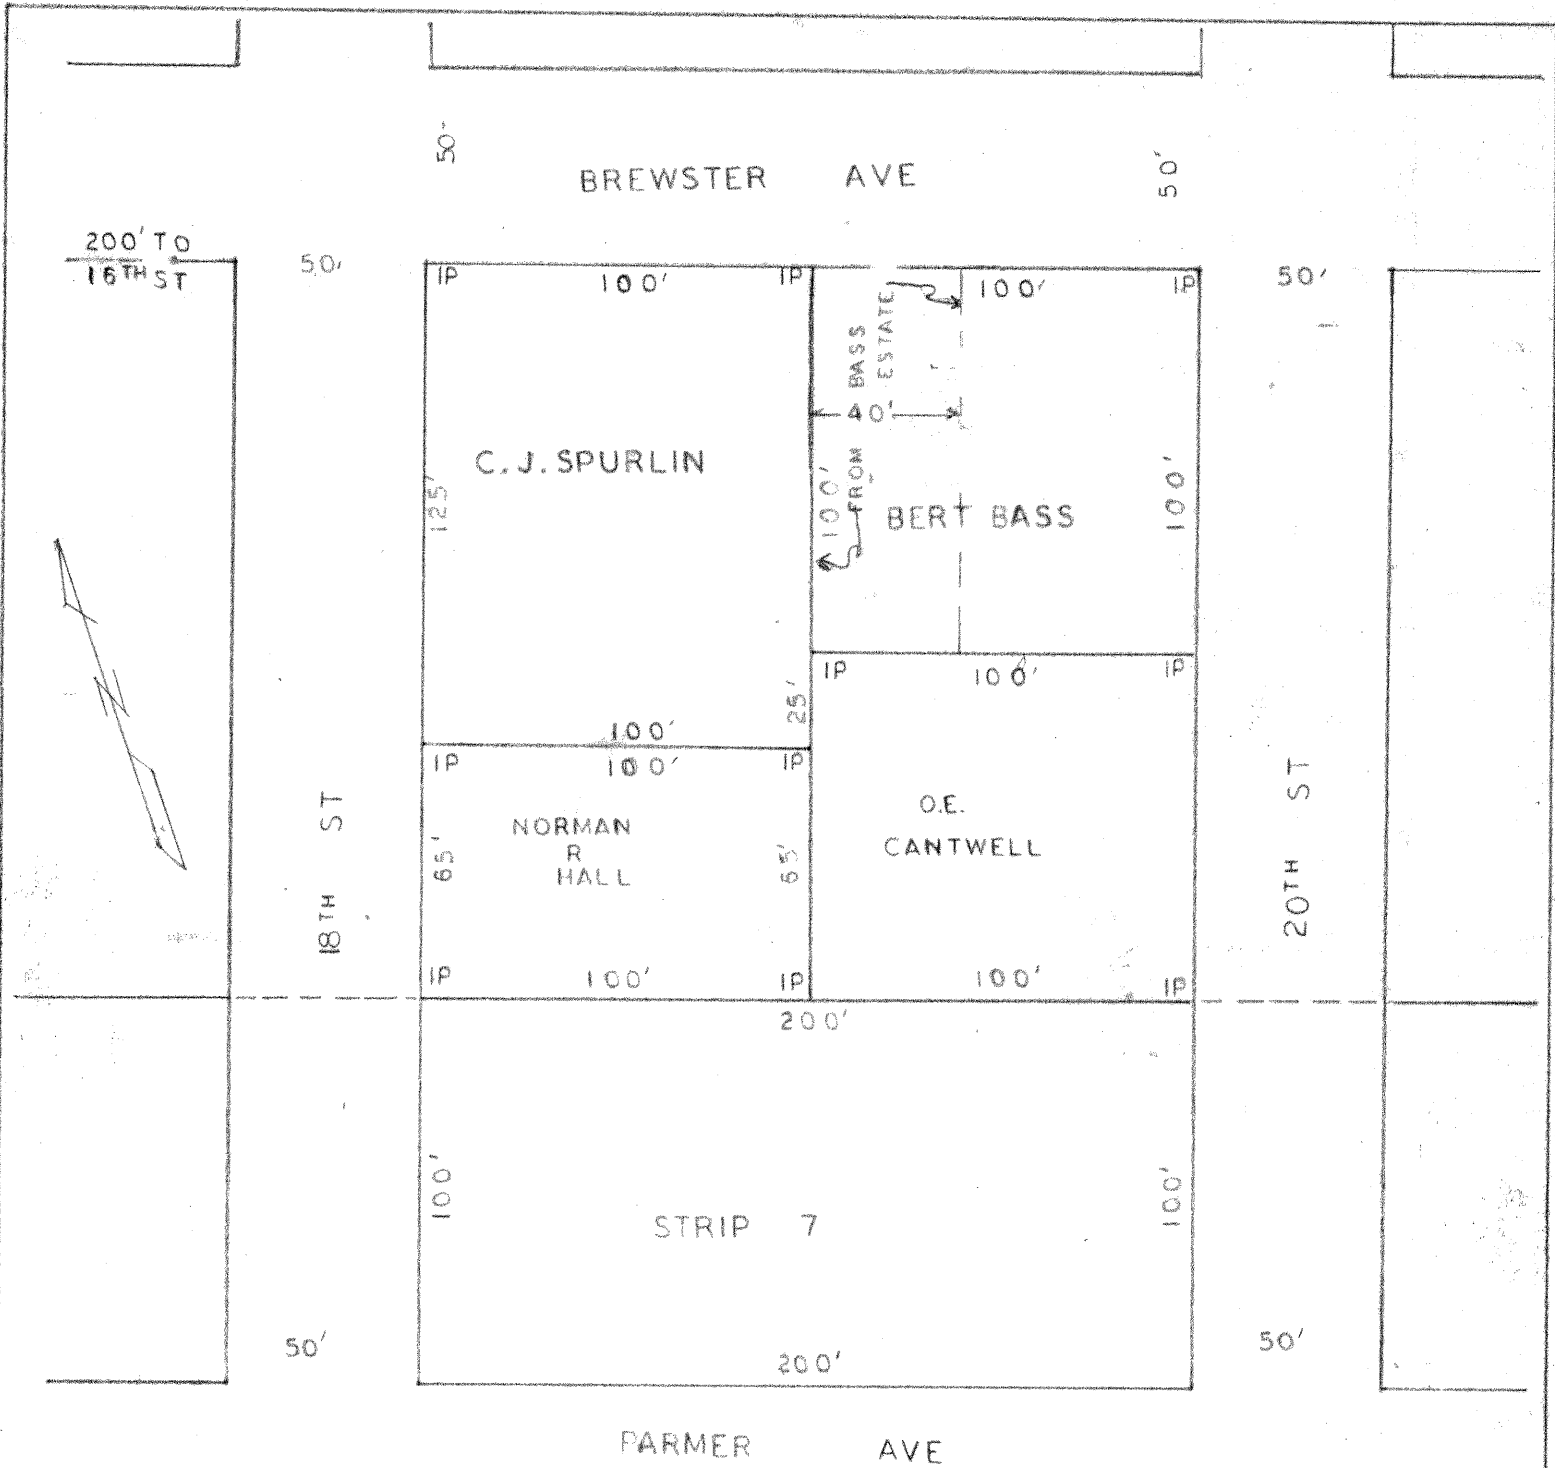 50'
BREWSTER AVE
50'
200' TO
16TH ST
50'
IP
100'
IP
100'
IP
50'
BASS
ESTATE
FROM
40'
C. J. SPURLIN
125'
100'
BERT BASS
100'
IP
100'
IP
25'
100'
IP
100'
IP
N
18TH ST
NORMAN
R
HALL
65'
65'
O.E.
CANTWELL
20TH ST
IP
100'
IP
100'
IP
200'
100'
STRIP 7
100'
50'
200'
50'
PARMER AVE